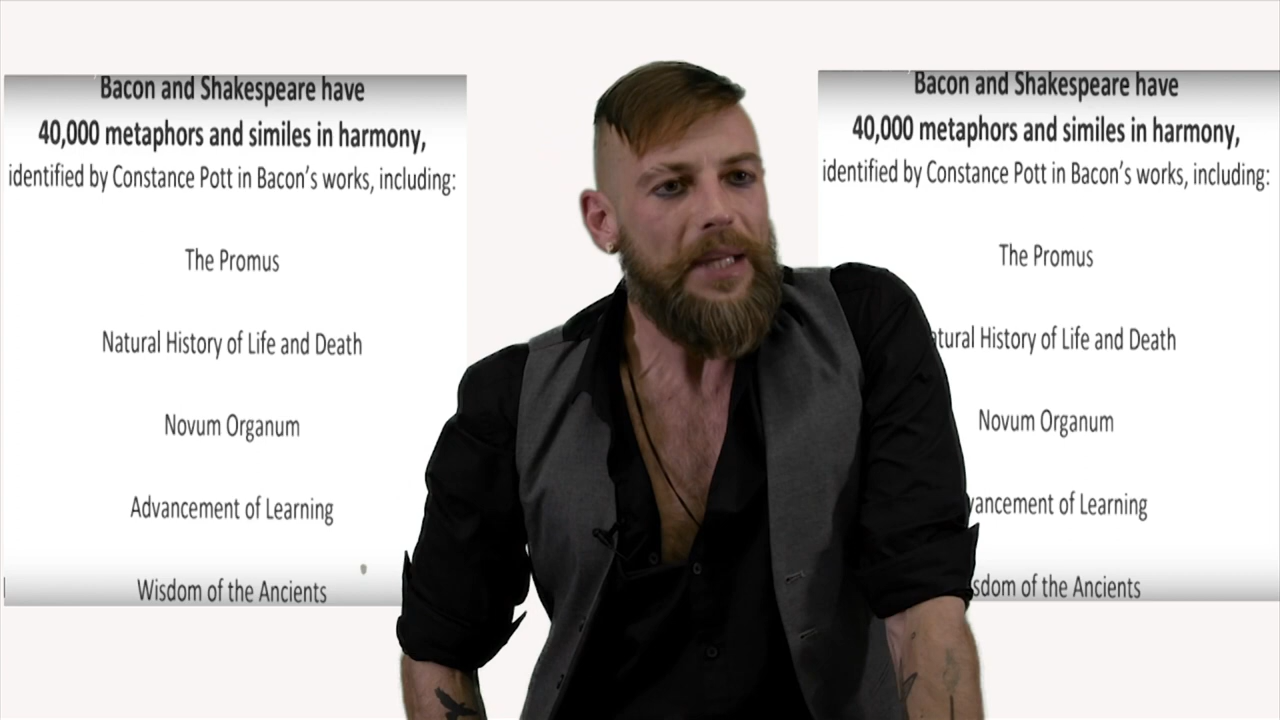 Bacon and Shakespeare have
40,000 metaphors and similes in harmony,
identified by Constance Pott in Bacon's works, including:
The Promus
Natural History of Life and Death
Novum Organum
Advancement of Learning
Wisdom of the Ancients
Bacon and Shakespeare have
40,000 metaphors and similes in harmony,
identified by Constance Pott in Bacon's works, including:
The Promus
atural History of Life and Death
Novum Organum
vancement of Learning
sdom of the Ancients